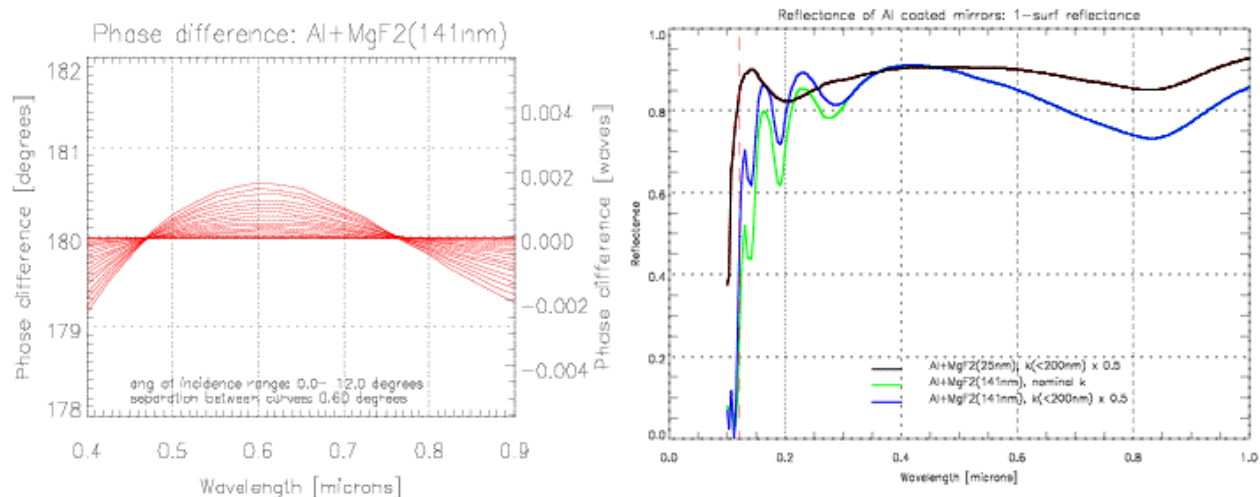 Phase difference: Al+MgF2(141nm)
Phase difference [degrees]
182
181
180
179
178
0.004
0.002
0.000
-0.002
-0.004
Phase difference [waves]
ang of incidence range: 0.0- 12.0 degrees
separation between curves 0.60 degrees
0.4
0.5
0.6
0.7
0.8
0.9
Wavelength [microns]
Reflectance of Al coated mirrors: 1-surf reflectance
Reflectance
1.0
0.8
0.6
0.4
0.2
0.0
Al+MgF2(25nm), k(<200nm) x 0.5
Al+MgF2(141nm), nominal k
Al+MgF2(141nm), k(<200nm) x 0.5
0.0
0.2
0.4
0.6
0.8
1.0
Wavelength [microns]